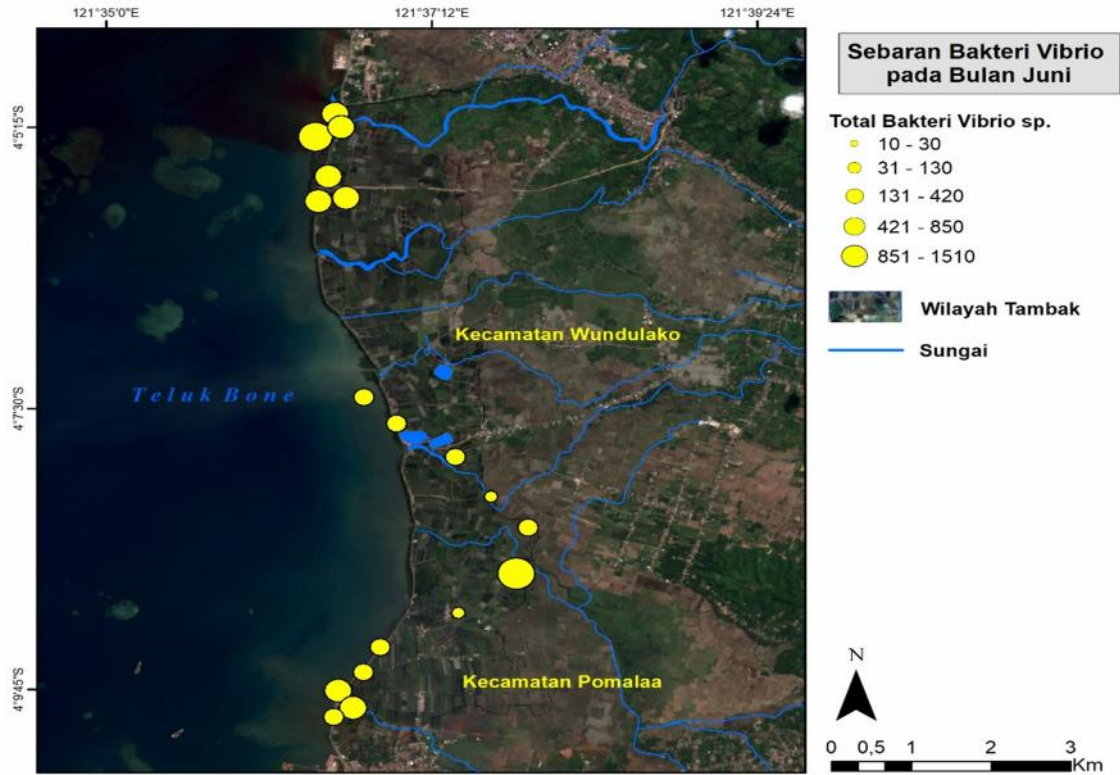 121°35'0"E
121°37'12"E
121°39'24"E
4°5'15"S
4°7'30"S
4°9'45"S
Kecamatan Wundulako
Teluk Bone
Kecamatan Pomalaa
Sebaran Bakteri Vibrio
pada Bulan Juni
Total Bakteri Vibrio sp.
10 - 30
31 - 130
131 - 420
421 - 850
851 - 1510
Wilayah Tambak
Sungai
N
0 0,5 1 2 3
Km